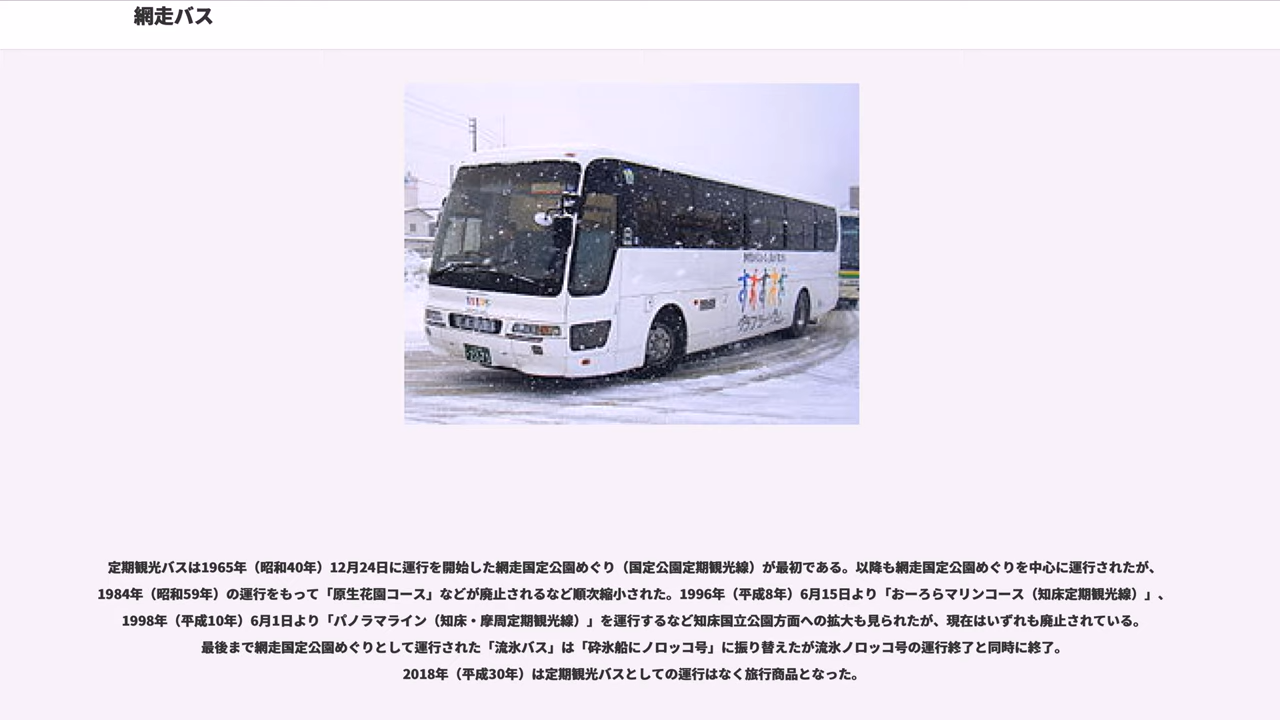 網走バス
定期観光バスは1965年（昭和40年）12月24日に運行を開始した網走国定公園めぐり（国定公園定期観光線）が最初である。以降も網走国定公園めぐりを中心に運行されたが、
1984年（昭和59年）の運行をもって「原生花園コース」などが廃止されるなど順次縮小された。1996年（平成8年）6月15日より「おーろらマリンコース（知床定期観光線）」、
1998年（平成10年）6月1日より「パノラマライン（知床・摩周定期観光線）」を運行するなど知床国立公園方面への拡大も見られたが、現在はいずれも廃止されている。
最後まで網走国定公園めぐりとして運行された「流氷バス」は「砕氷船にノロッコ号」に振り替えたが流氷ノロッコ号の運行終了と同時に終了。
2018年（平成30年）は定期観光バスとしての運行はなく旅行商品となった。